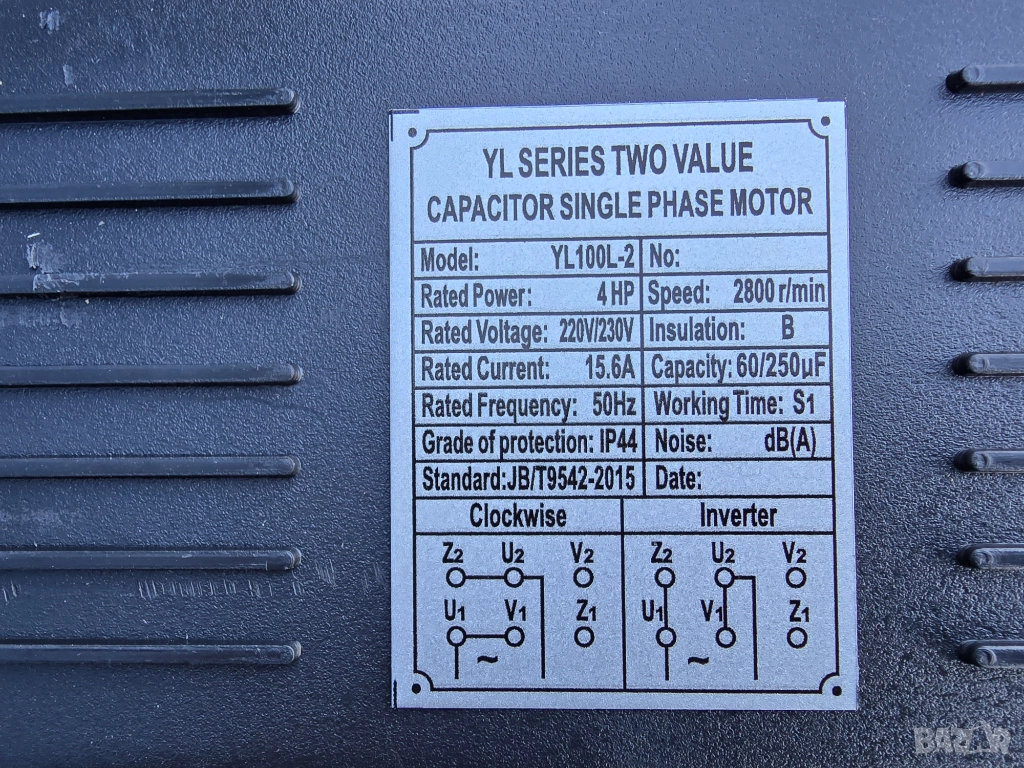 YL SERIES TWO VALUE
CAPACITOR SINGLE PHASE MOTOR
Model: YL100L-2 No:
Rated Power: 4 HP Speed: 2800 r/min
Rated Voltage: 220V/230V Insulation: B
Rated Current: 15.6A Capacity: 60/250µF
Rated Frequency: 50Hz Working Time: S1
Grade of protection: IP44 Noise: dB(A)
Standard: JB/T9542-2015 Date:
Clockwise Inverter
Z2 U2 V2 Z2 U2 V2
U1 V1 Z1 U1 V1 Z1
~ ~
BAZAR